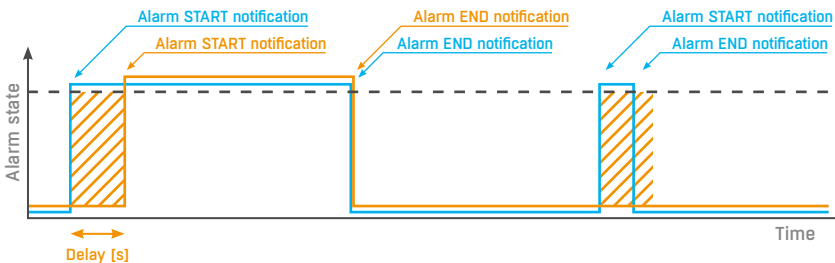 Alarm START notification
Alarm END notification
Alarm START notification
Alarm START notification
Alarm END notification
Alarm END notification
Alarm state
Time
Delay [s]